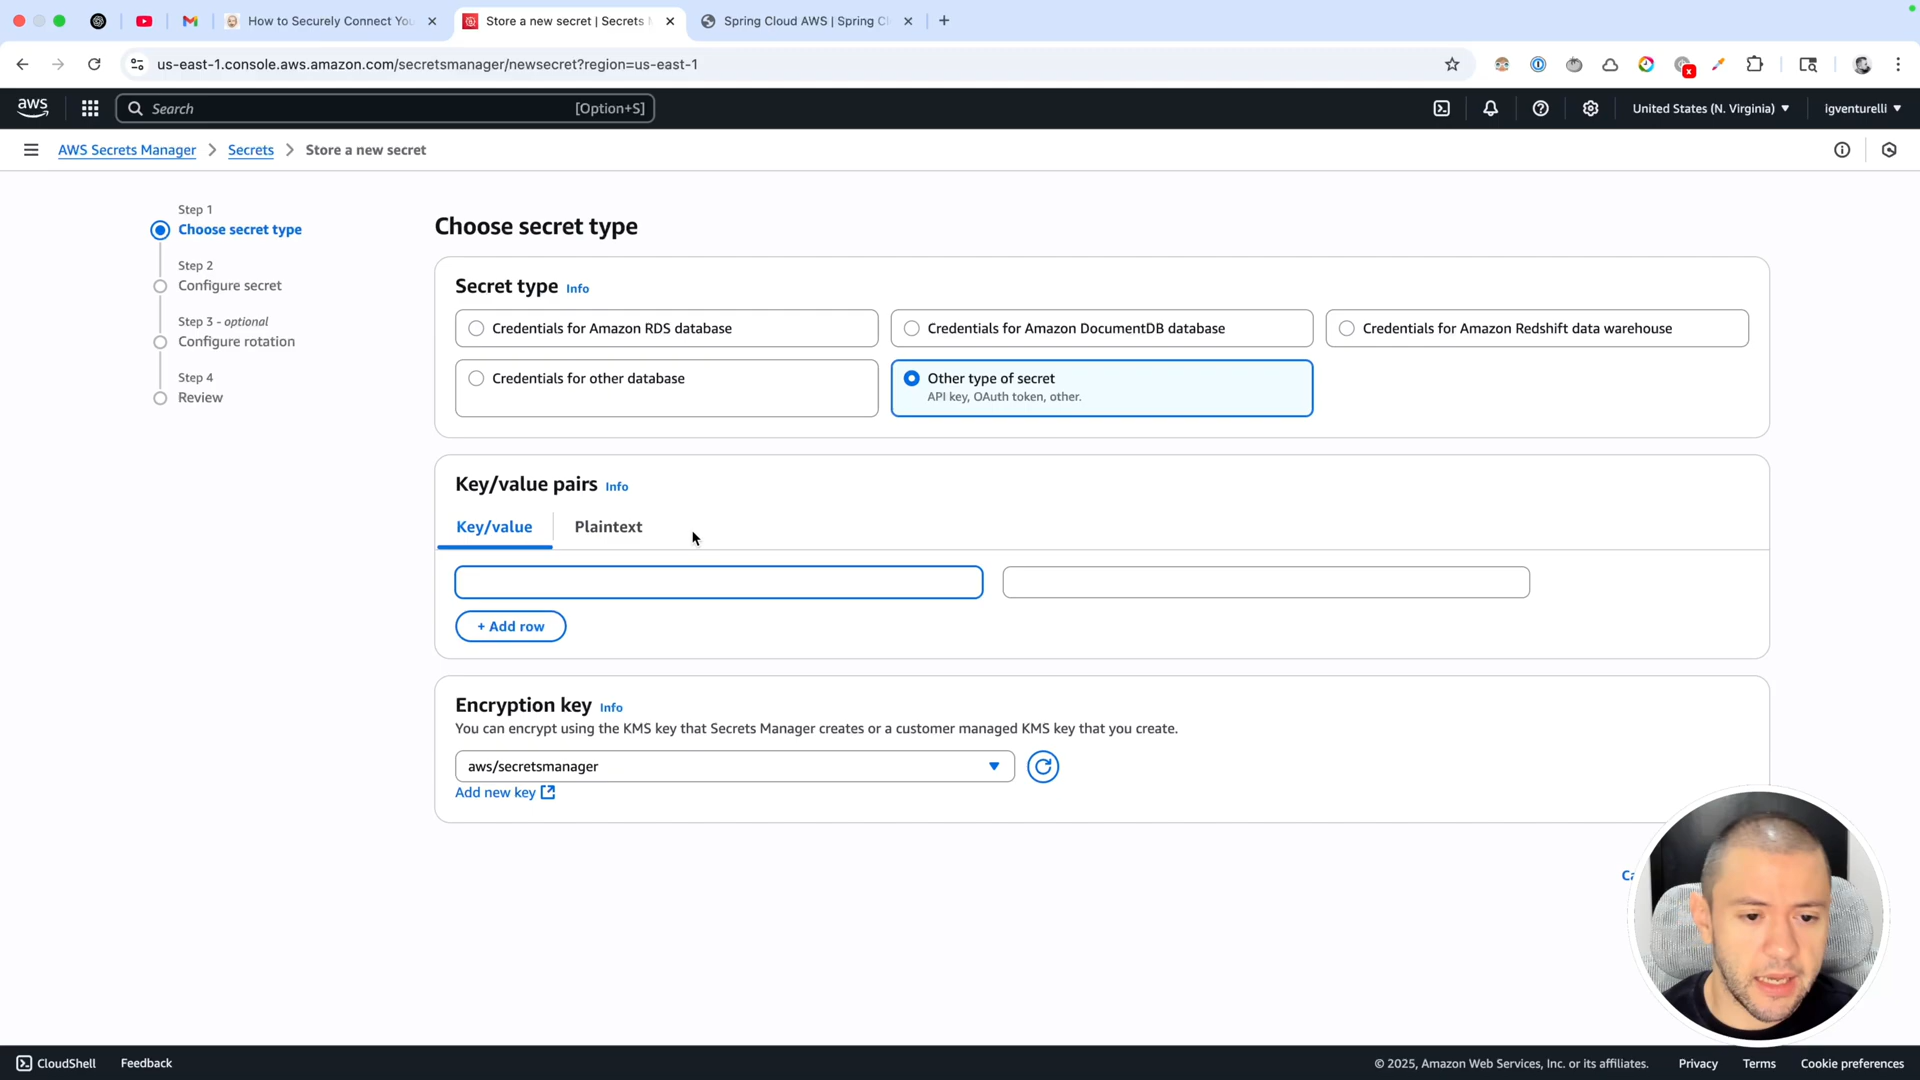 How to Securely Connect You
Store a new secret | Secrets M
Spring Cloud AWS | Spring Cl
us-east-1.console.aws.amazon.com/secretsmanager/newsecret?region=us-east-1
aws
Search
[Option+S]
United States (N. Virginia)
igventurelli
AWS Secrets Manager
Secrets
Store a new secret
Step 1
Choose secret type
Step 2
Configure secret
Step 3 - optional
Configure rotation
Step 4
Review
Choose secret type
Secret type Info
Credentials for Amazon RDS database
Credentials for Amazon DocumentDB database
Credentials for Amazon Redshift data warehouse
Credentials for other database
Other type of secret
API key, OAuth token, other.
Key/value pairs Info
Key/value
Plaintext
+ Add row
Encryption key Info
You can encrypt using the KMS key that Secrets Manager creates or a customer managed KMS key that you create.
aws/secretsmanager
Add new key
CloudShell
Feedback
© 2025, Amazon Web Services, Inc. or its affiliates.
Privacy
Terms
Cookie preferences